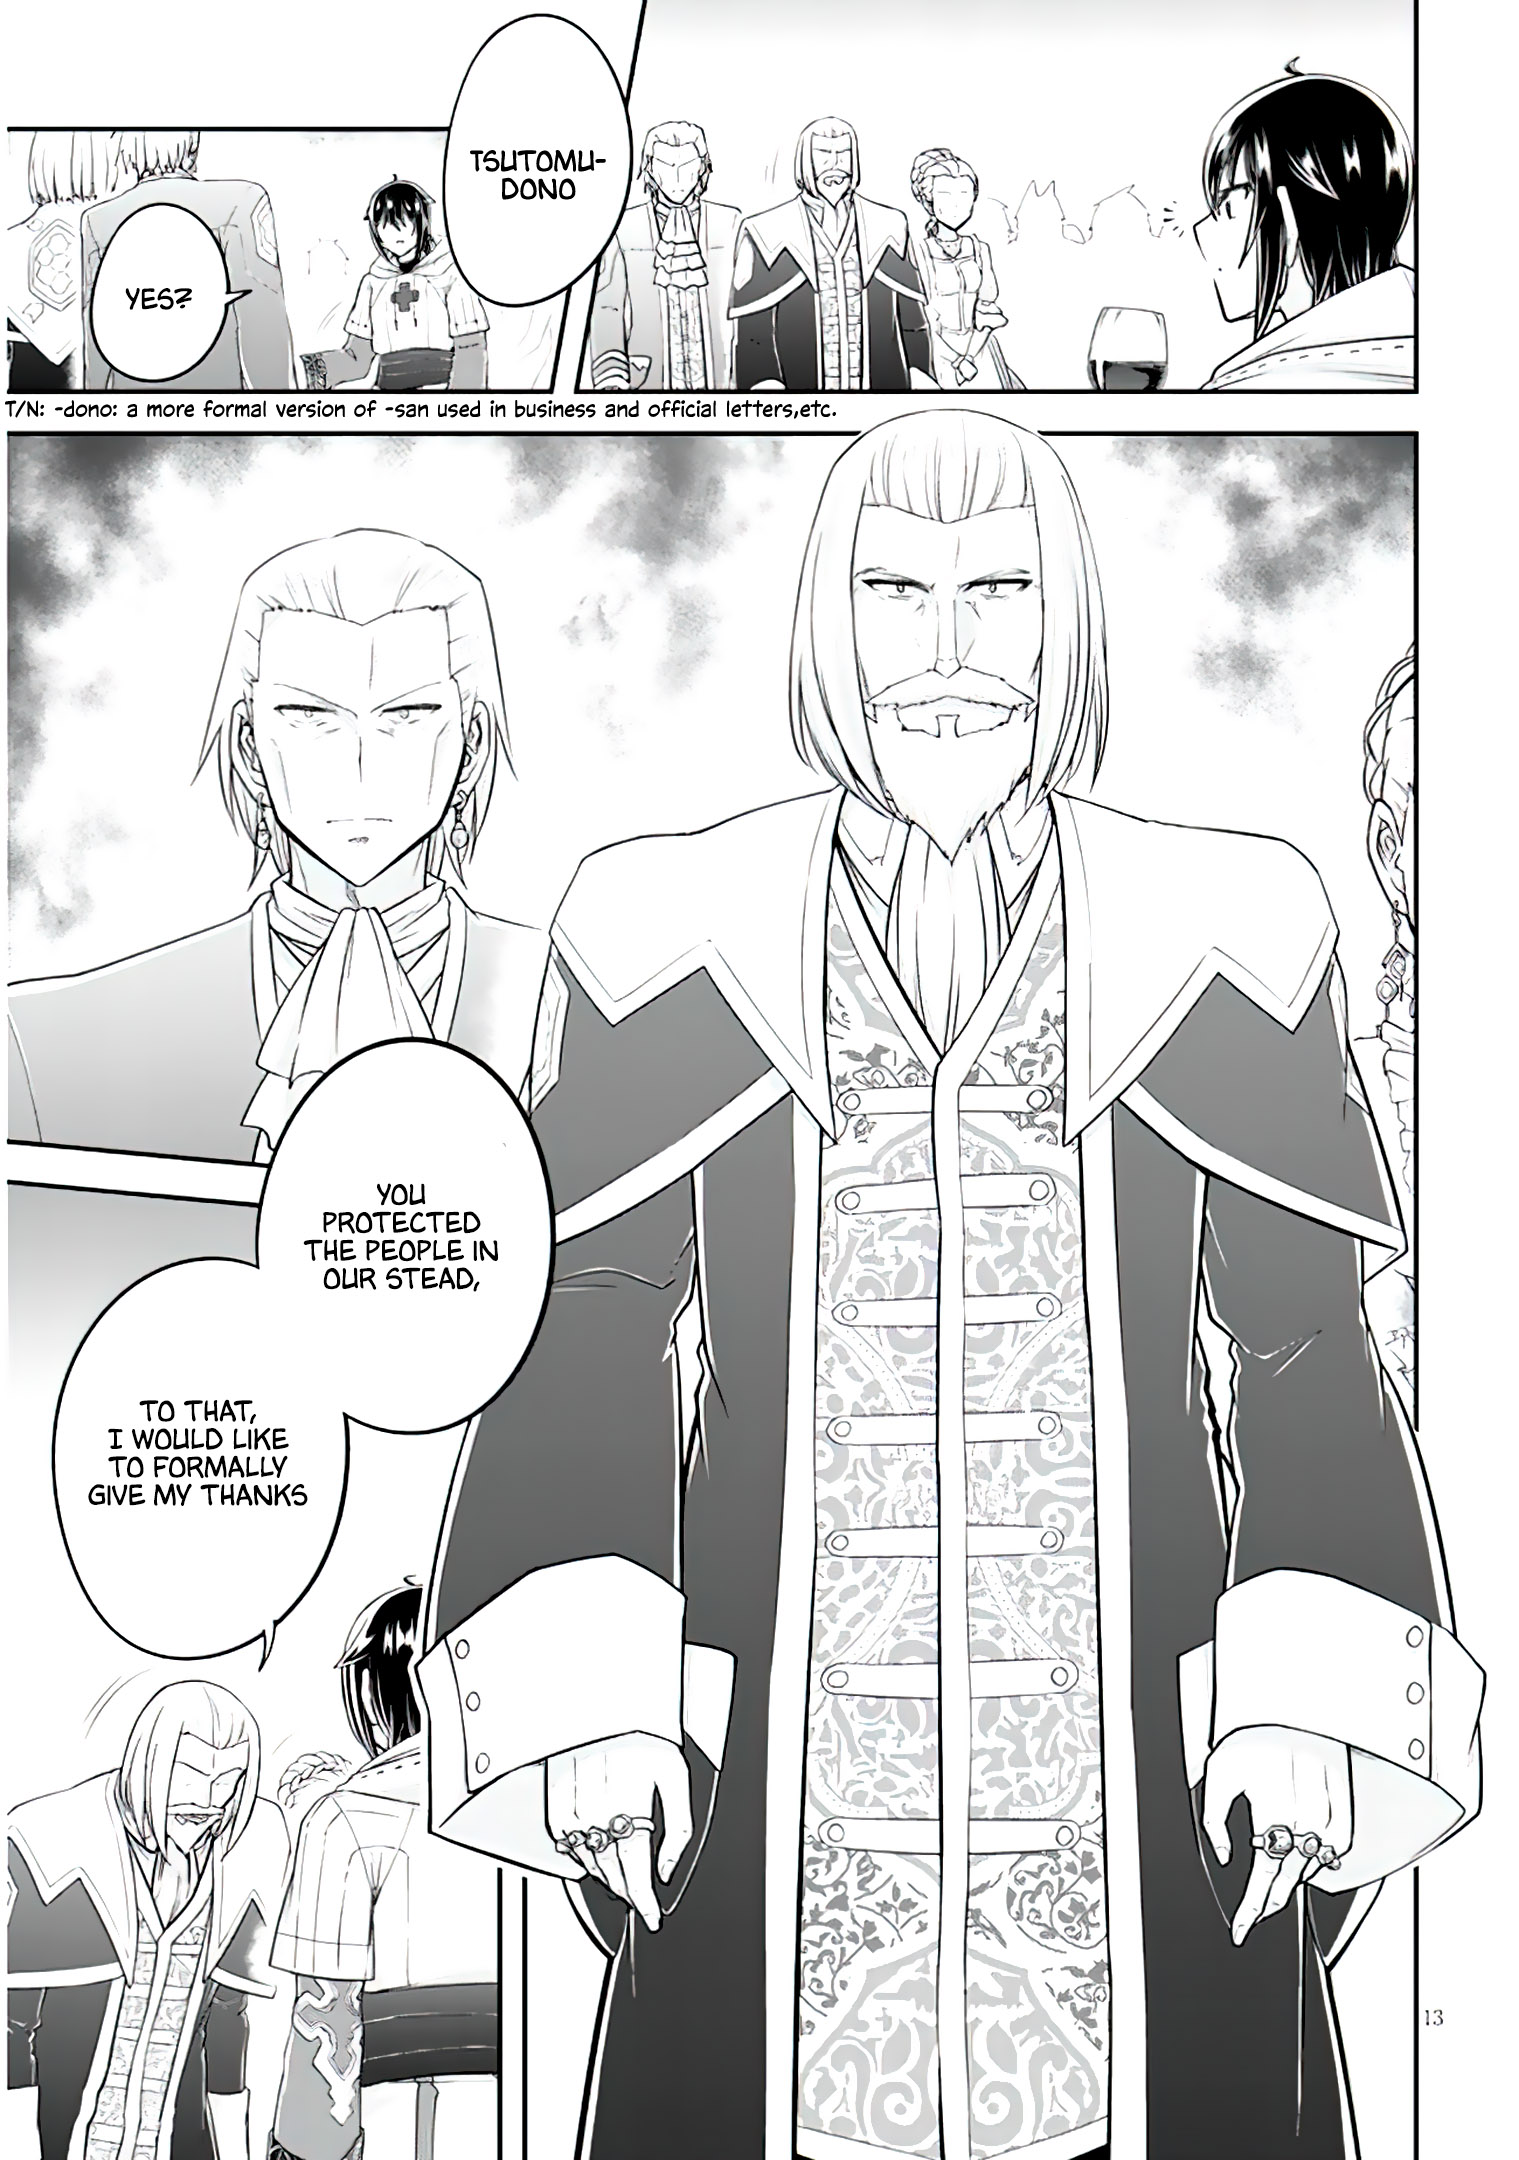 TSUTOMU-
DONO
YES?
T/N: -dono: a more formal version of -san used in business and official letters,etc.
YOU
PROTECTED
THE PEOPLE IN
OUR STEAD,
TO THAT,
I WOULD LIKE
TO FORMALLY
GIVE MY THANKS
13